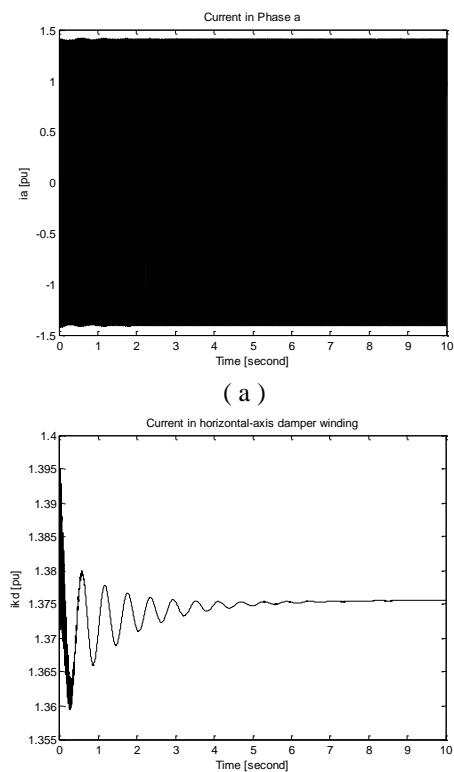 Current in Phase a
1.5
1
0.5
0
-0.5
-1
-1.5
ia [pu]
0 1 2 3 4 5 6 7 8 9 10
Time [second]
( a )
Current in horizontal-axis damper winding
1.4
1.395
1.39
1.385
1.38
1.375
1.37
1.365
1.36
1.355
ikd [pu]
0 1 2 3 4 5 6 7 8 9 10
Time [second]